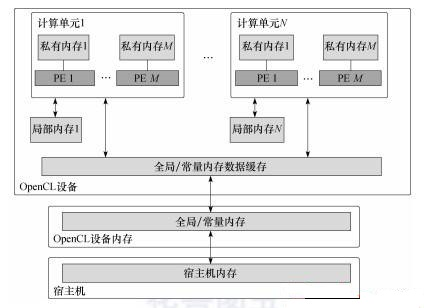 计算单元1
计算单元N
私有内存1
私有内存M
私有内存1
私有内存M
PE 1
…
PE M
…
PE 1
…
PE M
局部内存1
局部内存N
全局/常量内存数据缓存
OpenCL设备
全局/常量内存
OpenCL设备内存
宿主机内存
宿主机